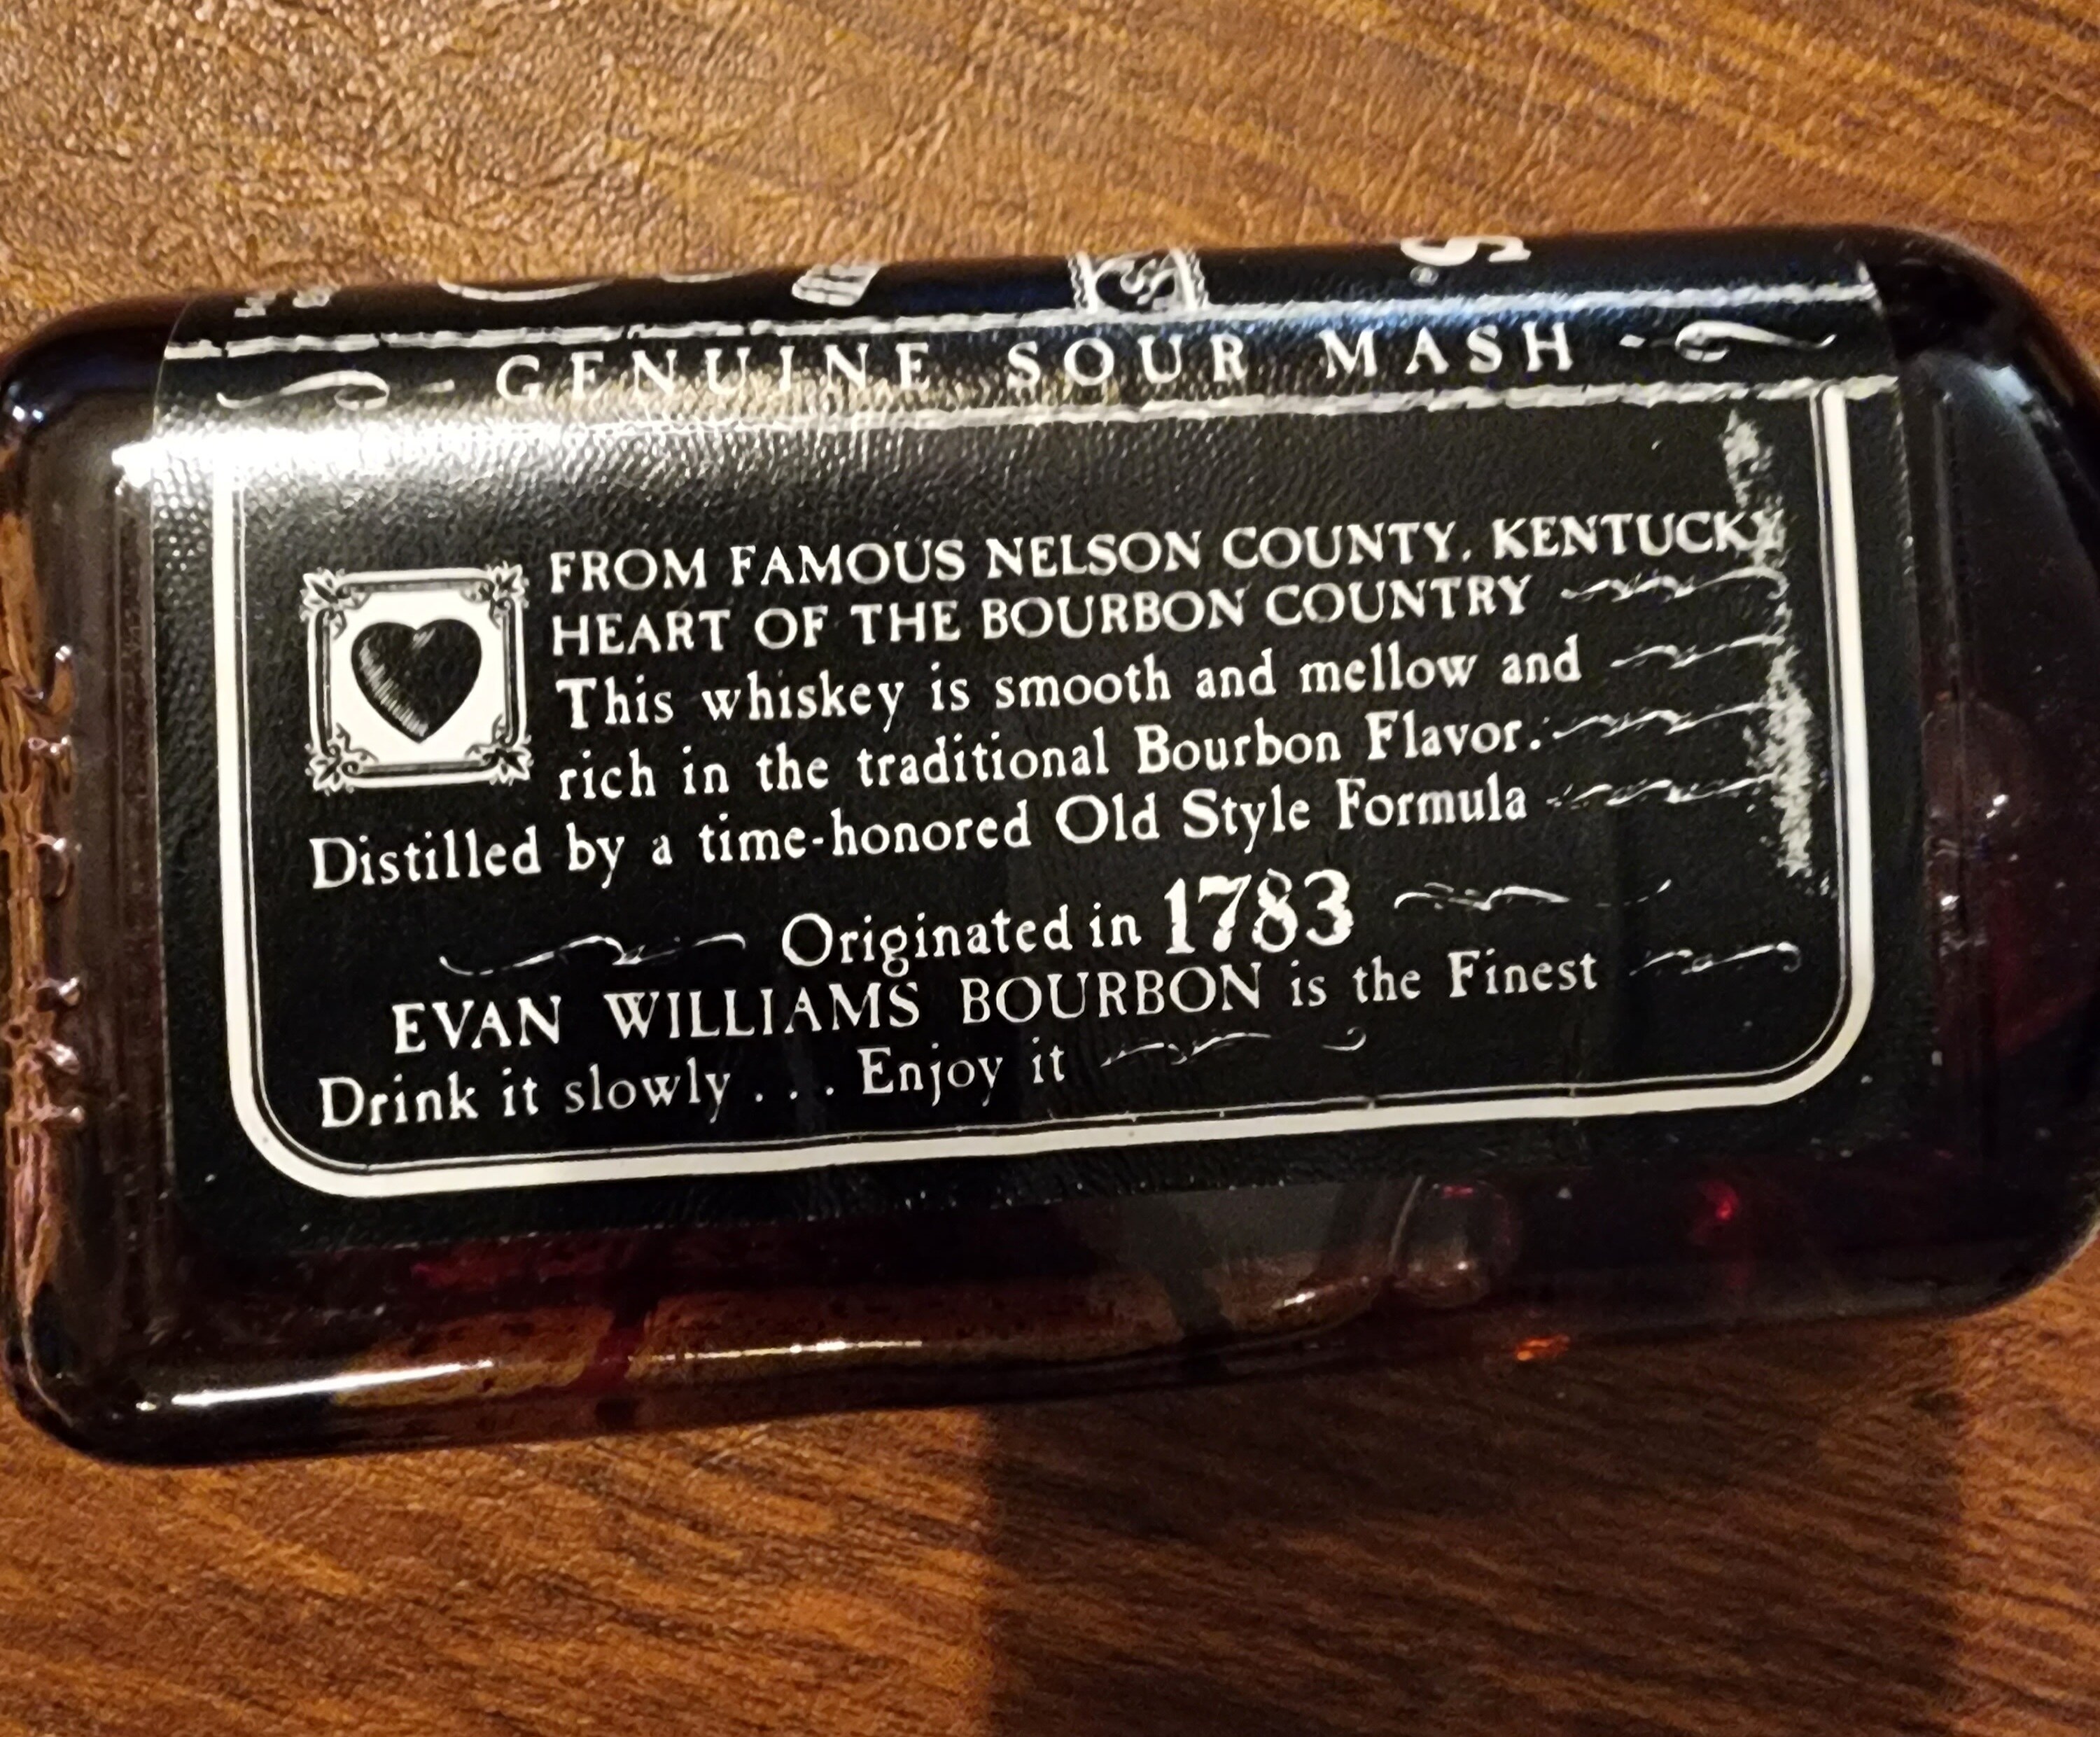 GENUINE SOUR MASH
FROM FAMOUS NELSON COUNTY, KENTUCKY
HEART OF THE BOURBON COUNTRY
This whiskey is smooth and mellow and
rich in the traditional Bourbon Flavor.
Distilled by a time-honored Old Style Formula
Originated in 1783
EVAN WILLIAMS BOURBON is the Finest
Drink it slowly . . . Enjoy it